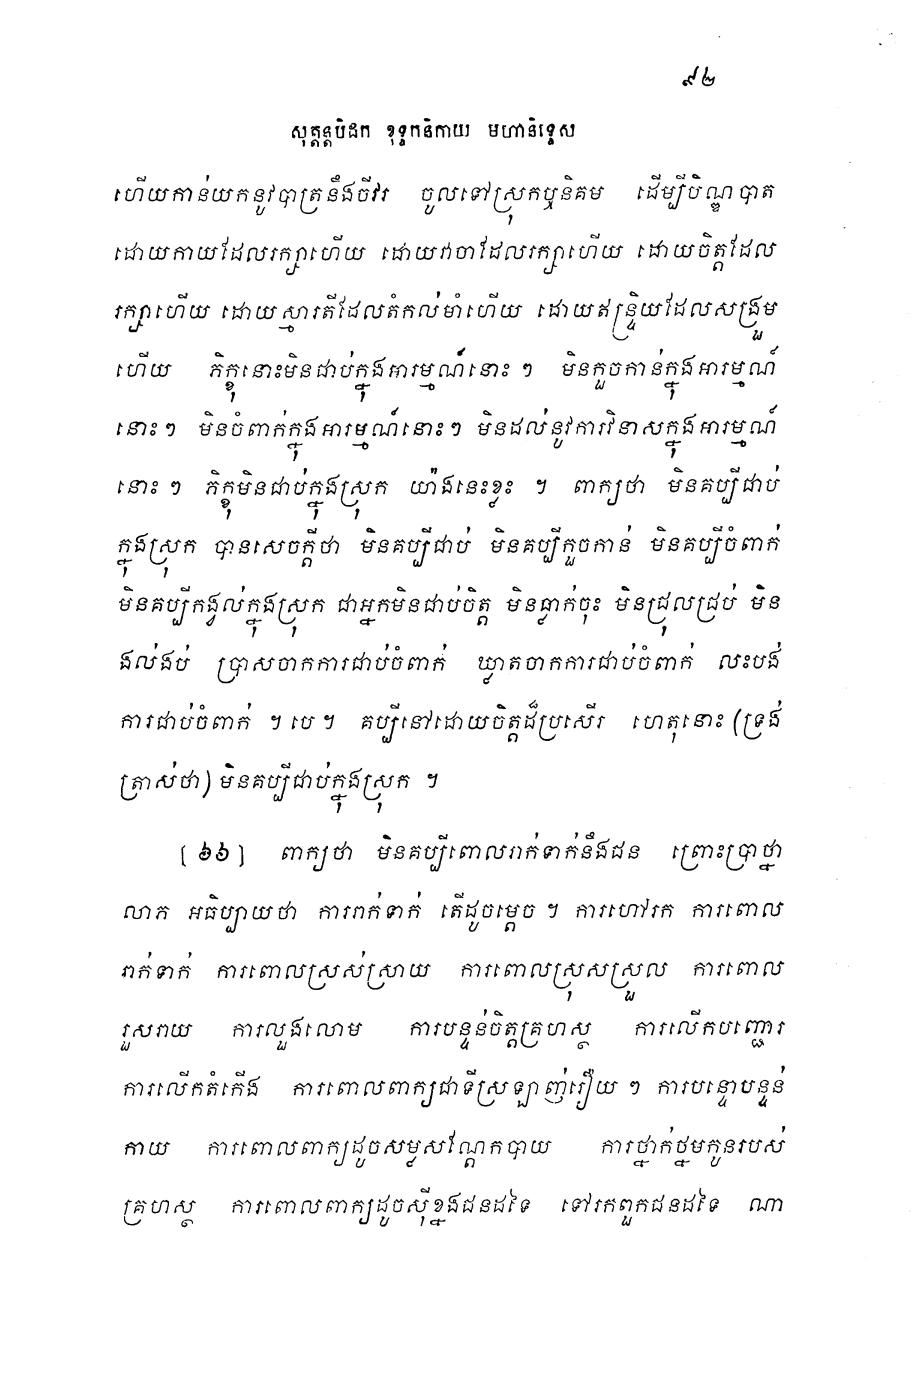 ៩២
សុត្តន្តបិដក ខុទ្ទកនិកាយ មហានិទ្ទេស
ហើយកាន់យកនូវបាត្រនឹងចីវរ ចូលទៅស្រុកឬនិគម ដើម្បីបិណ្ឌបាត
ដោយកាយដែលរក្សាហើយ ដោយវាចាដែលរក្សាហើយ ដោយចិត្តដែល
រក្សាហើយ ដោយស្មារតីដែលតំកល់មាំហើយ ដោយឥន្ទ្រិយដែលសង្រួម
ហើយ ភិក្ខុនោះមិនជាប់ក្នុងអារម្មណ៍នោះ ៗ មិនកួចកាន់ក្នុងអារម្មណ៍
នោះ ៗ មិនចំពាក់ក្នុងអារម្មណ៍នោះ ៗ មិនដល់នូវការវិនាសក្នុងអារម្មណ៍
នោះ ៗ ភិក្ខុមិនជាប់ក្នុងស្រុក យ៉ាងនេះខ្លះ ។ ពាក្យថា មិនគប្បីជាប់
ក្នុងស្រុក បានសេចក្តីថា មិនគប្បីជាប់ មិនគប្បីកួចកាន់ មិនគប្បីចំពាក់
មិនគប្បីកង្វល់ក្នុងស្រុក ជាអ្នកមិនជាប់ចិត្ត មិនធ្លាក់ចុះ មិនជ្រុលជ្រប់ មិន
ងល់ងប់ ប្រាសចាកការជាប់ចំពាក់ ឃ្លាតចាកការជាប់ចំពាក់ លះបង់
ការជាប់ចំពាក់ ។ បេ ។ គប្បីនៅដោយចិត្តដ៏ប្រសើរ ហេតុនោះ (ទ្រង់
ត្រាស់ថា) មិនគប្បីជាប់ក្នុងស្រុក ។
[ ៦៦ ] ពាក្យថា មិនគប្បីពោលរាក់ទាក់នឹងជន ព្រោះប្រាថ្នា
លាភ អធិប្បាយថា ការរាក់ទាក់ តើដូចម្តេច ។ ការហៅរក ការពោល
រាក់ទាក់ ការពោលស្រស់ស្រាយ ការពោលស្រុសស្រួល ការពោល
រួសរាយ ការលួងលោម ការបន្ទន់ចិត្តគ្រហស្ថ ការលើកបញ្ជោរ
ការលើកតំកើង ការពោលពាក្យជាទីស្រឡាញ់រឿយ ៗ ការបន្ទោបន្ទន់
កាយ ការពោលពាក្យដូចសម្លសណ្តែកបាយ ការថ្នាក់ថ្នមកូនរបស់
គ្រហស្ថ ការពោលពាក្យដូចស៊ីខ្នងជនដទៃ ទៅរកពួកជនដទៃ ណា